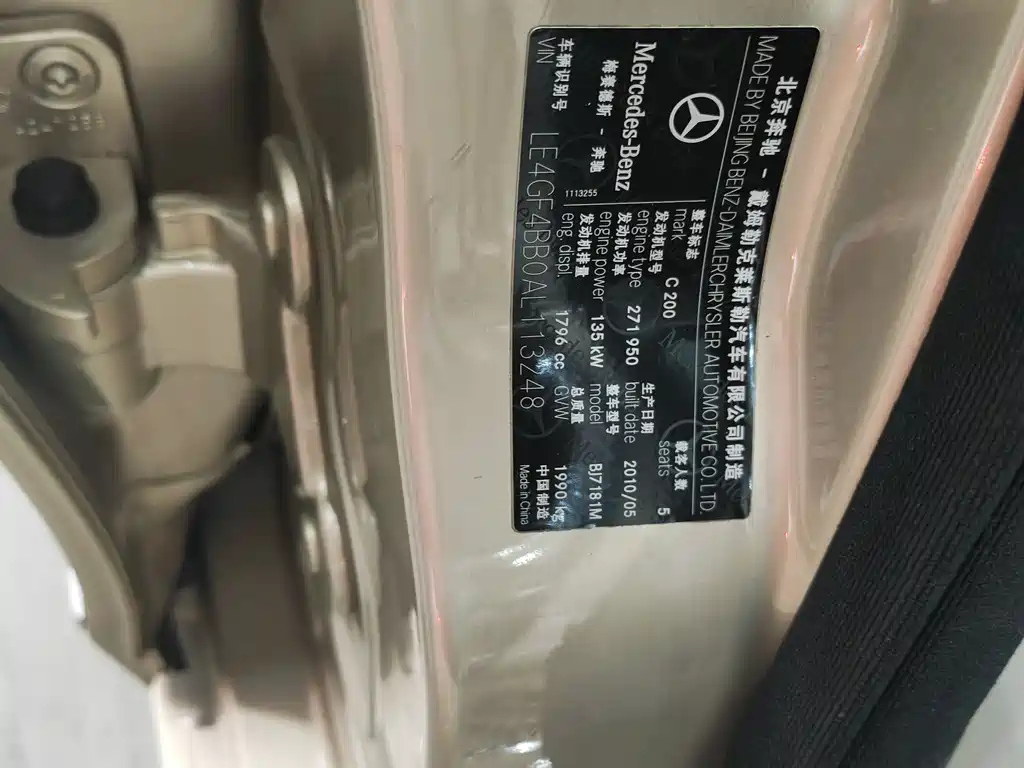 北京奔驰 - 戴姆勒克莱斯勒汽车有限公司制造
MADE BY BEIJING BENZ-DAIMLERCHRYSLER AUTOMOTIVE CO.,LTD.
Mercedes-Benz
梅赛德斯 - 奔驰
1113255
整车标志 C 200 乘客人数 5
mark seats
发动机型号 271 950 生产日期 2010/05
engine type built date
发动机功率 135 kW 整车型号 BJ7181M
engine power model
发动机排量 1796 cc 总质量 1990 kg
eng. displ. GVW
车辆识别号 中国制造
VIN LE4GF4BB0AL113248 Made in China